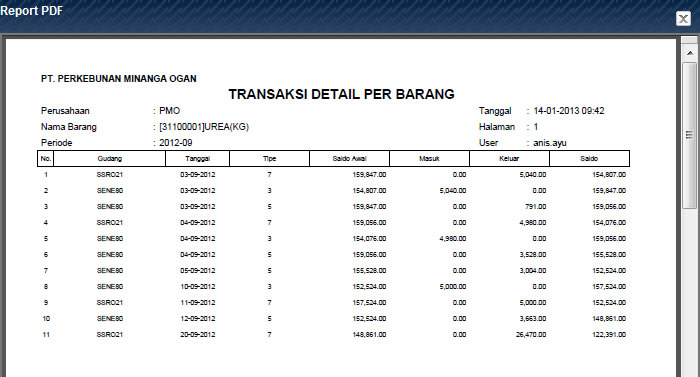 Report PDF
PT. PERKEBUNAN MINANGA OGAN
TRANSAKSI DETAIL PER BARANG
Perusahaan : PMO Tanggal : 14-01-2013 09:42
Nama Barang : [31100001]UREA(KG) Halaman : 1
Periode : 2012-09 User : anis.ayu
No. Gudang Tanggal Tipe Saldo Awal Masuk Keluar Saldo
1 SSRO21 03-09-2012 7 159,847.00 0.00 5,040.00 154,807.00
2 SENE80 03-09-2012 3 154,807.00 5,040.00 0.00 159,847.00
3 SENE80 03-09-2012 5 159,847.00 0.00 791.00 159,056.00
4 SSRO21 04-09-2012 7 159,056.00 0.00 4,980.00 154,076.00
5 SENE80 04-09-2012 3 154,076.00 4,980.00 0.00 159,056.00
6 SENE80 04-09-2012 5 159,056.00 0.00 3,528.00 155,528.00
7 SENE80 05-09-2012 5 155,528.00 0.00 3,004.00 152,524.00
8 SENE80 10-09-2012 3 152,524.00 5,000.00 0.00 157,524.00
9 SSRO21 11-09-2012 7 157,524.00 0.00 5,000.00 152,524.00
10 SENE80 12-09-2012 5 152,524.00 0.00 3,663.00 148,861.00
11 SSRO21 20-09-2012 7 148,861.00 0.00 26,470.00 122,391.00